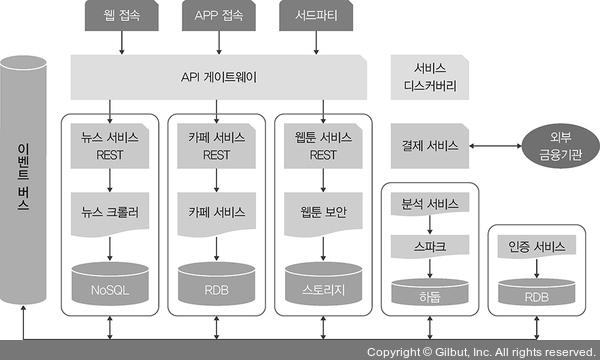 웹 접속
APP 접속
서드파티
API 게이트웨이
서비스
디스커버리
이벤트 버스
뉴스 서비스
REST
카페 서비스
REST
웹툰 서비스
REST
결제 서비스
외부
금융기관
뉴스 크롤러
카페 서비스
웹툰 보안
분석 서비스
스파크
인증 서비스
NoSQL
RDB
스토리지
하둡
RDB
Copyright © Gilbut, Inc. All rights reserved.